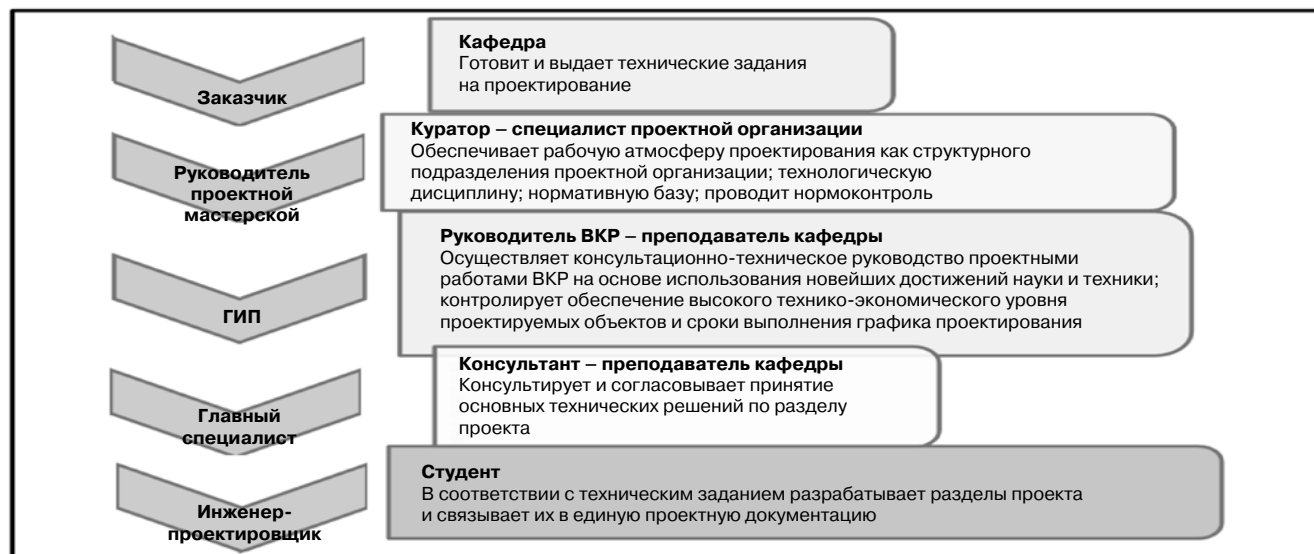 Заказчик
Кафедра
Готовит и выдает технические задания
на проектирование
Руководитель
проектной
мастерской
Куратор – специалист проектной организации
Обеспечивает рабочую атмосферу проектирования как структурного
подразделения проектной организации; технологическую
дисциплину; нормативную базу; проводит нормоконтроль
ГИП
Руководитель ВКР – преподаватель кафедры
Осуществляет консультационно-техническое руководство проектными
работами ВКР на основе использования новейших достижений науки и техники;
контролирует обеспечение высокого технико-экономического уровня
проектируемых объектов и сроки выполнения графика проектирования
Главный
специалист
Консультант – преподаватель кафедры
Консультирует и согласовывает принятие
основных технических решений по разделу
проекта
Инженер-
проектировщик
Студент
В соответствии с техническим заданием разрабатывает разделы проекта
и связывает их в единую проектную документацию